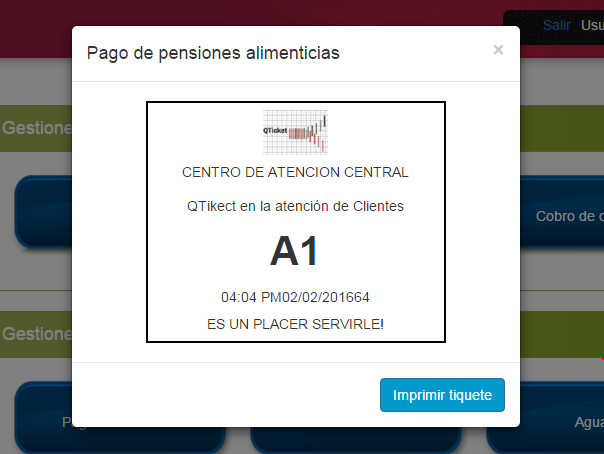 Salir Usu
Pago de pensiones alimenticias ×
Gestione
QTicket
CENTRO DE ATENCION CENTRAL
QTikect en la atención de Clientes
Cobro de
A1
04:04 PM02/02/201664
ES UN PLACER SERVIRLE!
Gestione
Imprimir tiquete
Agua